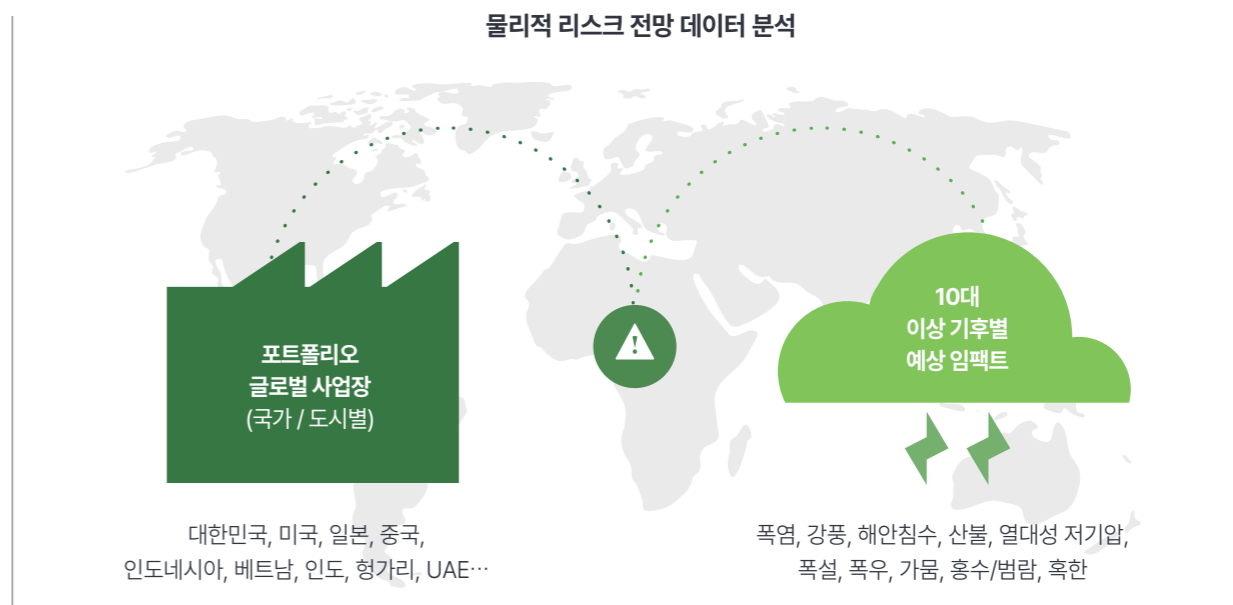 물리적 리스크 전망 데이터 분석
포트폴리오
글로벌 사업장
(국가 / 도시별)
대한민국, 미국, 일본, 중국,
인도네시아, 베트남, 인도, 헝가리, UAE…
!
10대
이상 기후별
예상 임팩트
폭염, 강풍, 해안침수, 산불, 열대성 저기압,
폭설, 폭우, 가뭄, 홍수/범람, 혹한